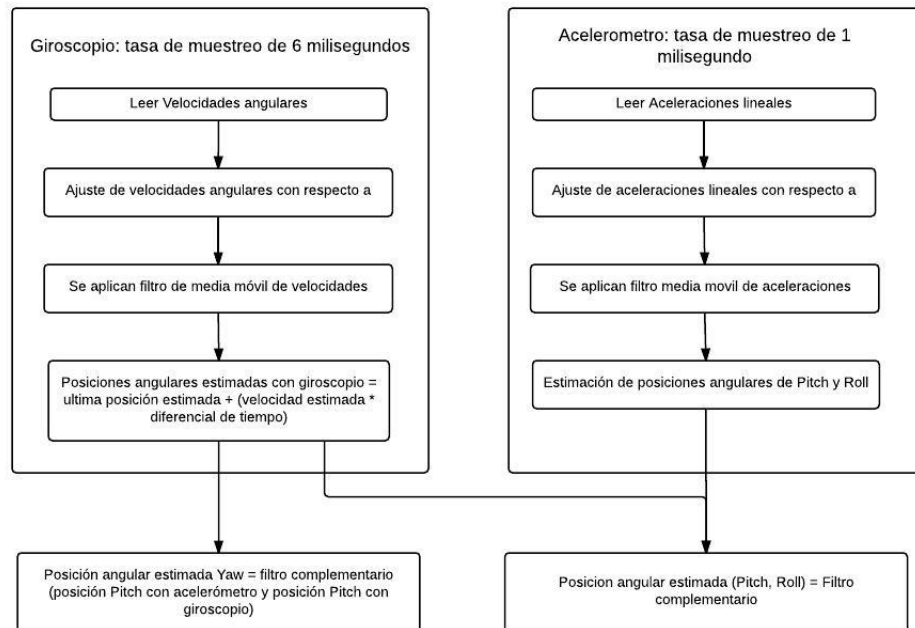 Giroscopio: tasa de muestreo de 6 milisegundos
Leer Velocidades angulares
Ajuste de velocidades angulares con respecto a
Se aplican filtro de media móvil de velocidades
Posiciones angulares estimadas con giroscopio =
ultima posición estimada + (velocidad estimada *
diferencial de tiempo)
Acelerometro: tasa de muestreo de 1
milisegundo
Leer Aceleraciones lineales
Ajuste de aceleraciones lineales con respecto a
Se aplican filtro media movil de aceleraciones
Estimación de posiciones angulares de Pitch y Roll
Posición angular estimada Yaw = filtro complementario
(posición Pitch con acelerómetro y posición Pitch con
giroscopio)
Posicion angular estimada (Pitch, Roll) = Filtro
complementario